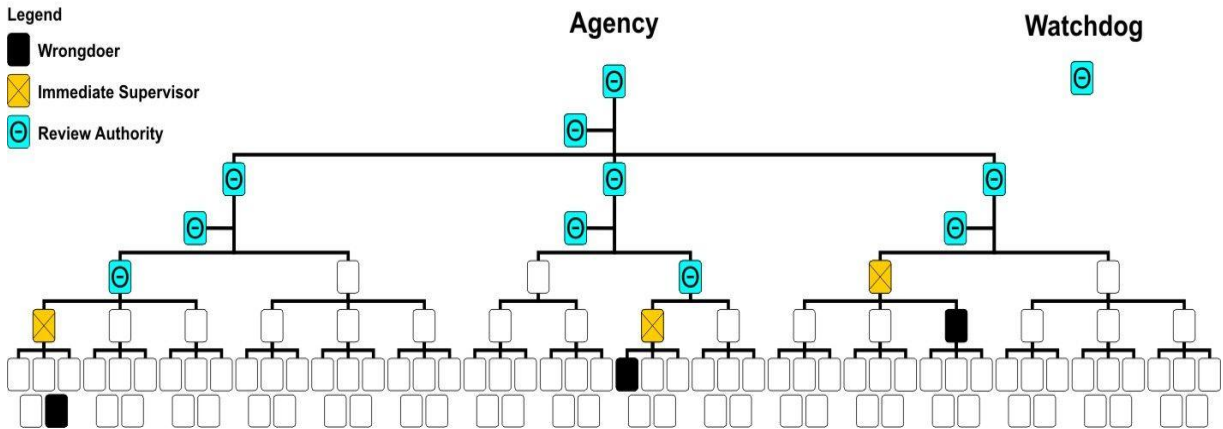 Legend
Wrongdoer
Immediate Supervisor
Review Authority
Agency
Watchdog